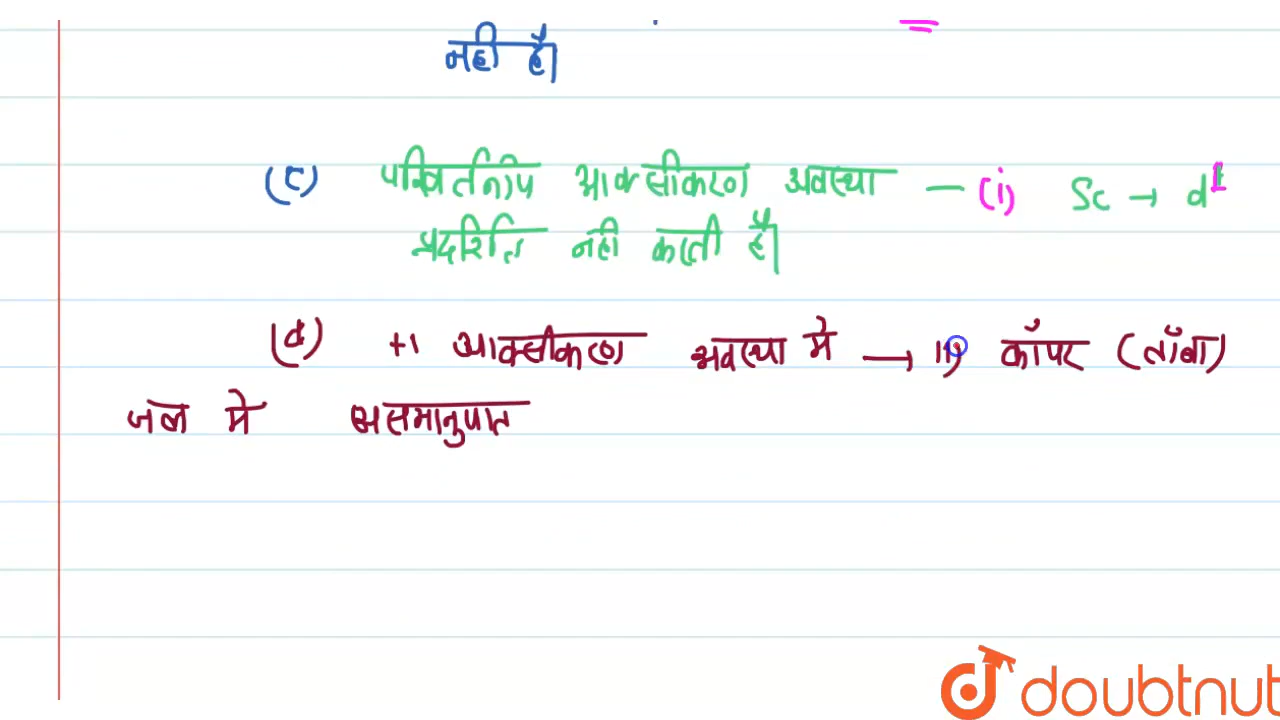 नही है।
(c) परिवर्तनीय आक्सीकरण अवस्था — (i) Sc → d¹
प्रदर्शित नही करती है।
(d) +1 आक्सीकरण अवस्था में → ii) कॉपर (ताँबा)
जल में असमानुपात
doubtnut